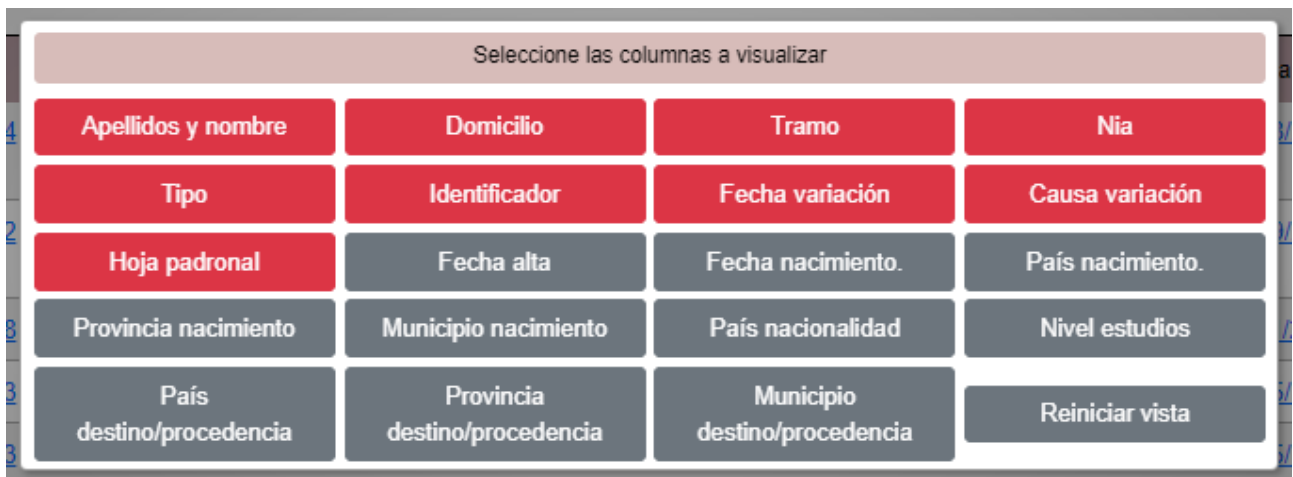 Seleccione las columnas a visualizar
Apellidos y nombre
Domicilio
Tramo
Nia
Tipo
Identificador
Fecha variación
Causa variación
Hoja padronal
Fecha alta
Fecha nacimiento.
País nacimiento.
Provincia nacimiento
Municipio nacimiento
País nacionalidad
Nivel estudios
País
destino/procedencia
Provincia
destino/procedencia
Municipio
destino/procedencia
Reiniciar vista